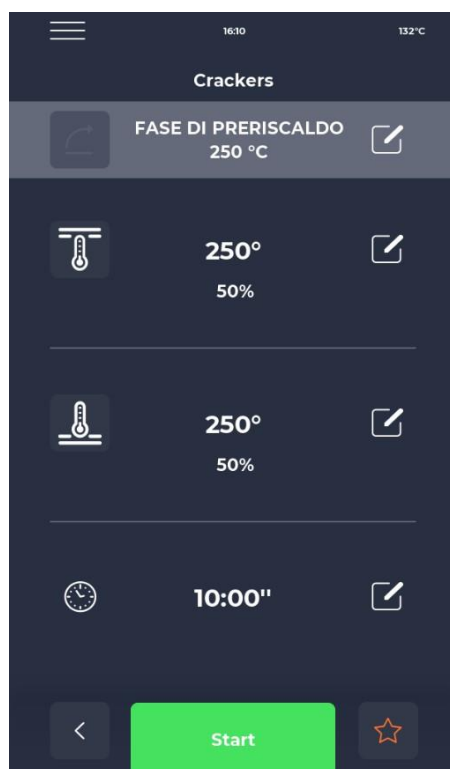 16:10
132°C
Crackers
FASE DI PRERISCALDO
250 °C
250°
50%
250°
50%
10:00''
Start